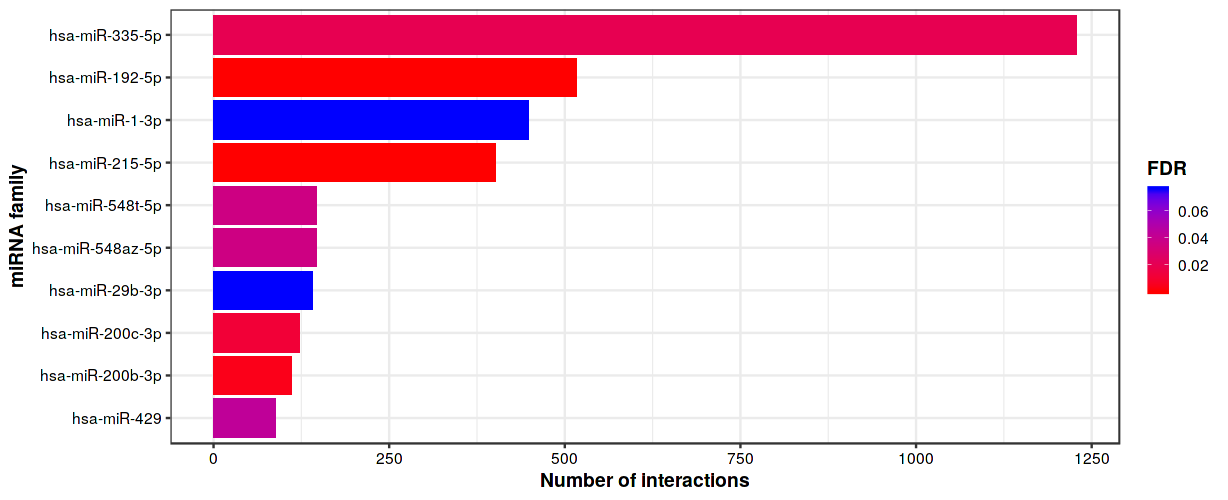 hsa-miR-335-5p
hsa-miR-192-5p
hsa-miR-1-3p
hsa-miR-215-5p
hsa-miR-548t-5p
hsa-miR-548az-5p
hsa-miR-29b-3p
hsa-miR-200c-3p
hsa-miR-200b-3p
hsa-miR-429
miRNA family
0 250 500 750 1000 1250
Number of interactions
FDR
0.06
0.04
0.02